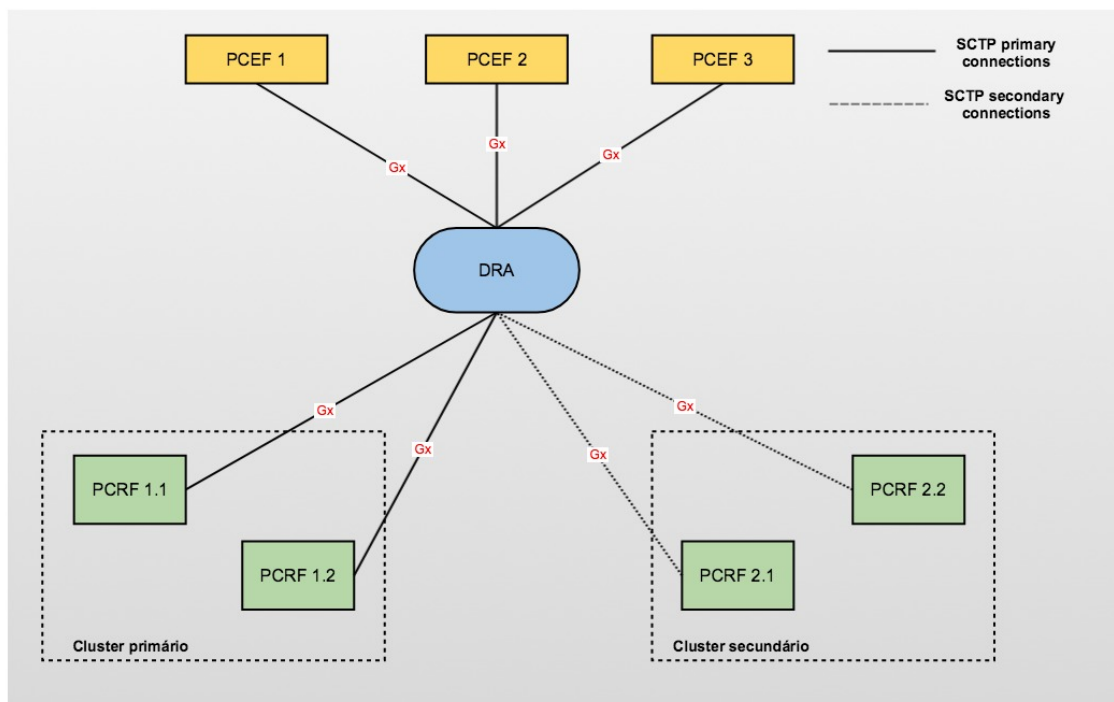 PCEF 1
PCEF 2
PCEF 3
SCTP primary
connections
SCTP secondary
connections
Gx
Gx
Gx
DRA
Gx
Gx
Gx
Gx
PCRF 1.1
PCRF 2.2
PCRF 1.2
PCRF 2.1
Cluster primário
Cluster secundário